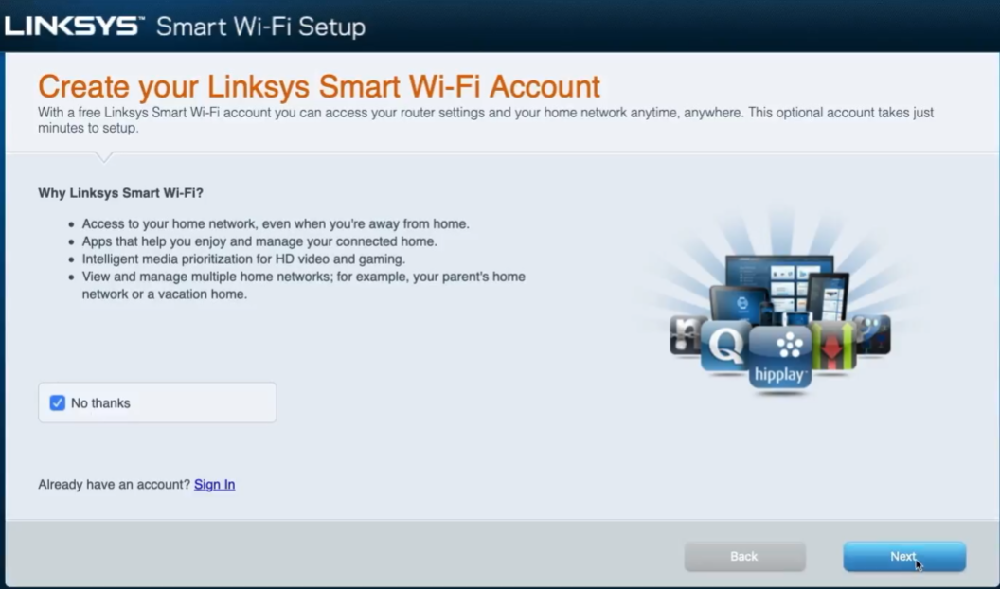 LINKSYS™ Smart Wi-Fi Setup
Create your Linksys Smart Wi-Fi Account
With a free Linksys Smart Wi-Fi account you can access your router settings and your home network anytime, anywhere. This optional account takes just
minutes to setup.
Why Linksys Smart Wi-Fi?
• Access to your home network, even when you're away from home.
• Apps that help you enjoy and manage your connected home.
• Intelligent media prioritization for HD video and gaming.
• View and manage multiple home networks; for example, your parent's home
network or a vacation home.
n
Q
hipplay
No thanks
Already have an account? Sign In
Back
Next